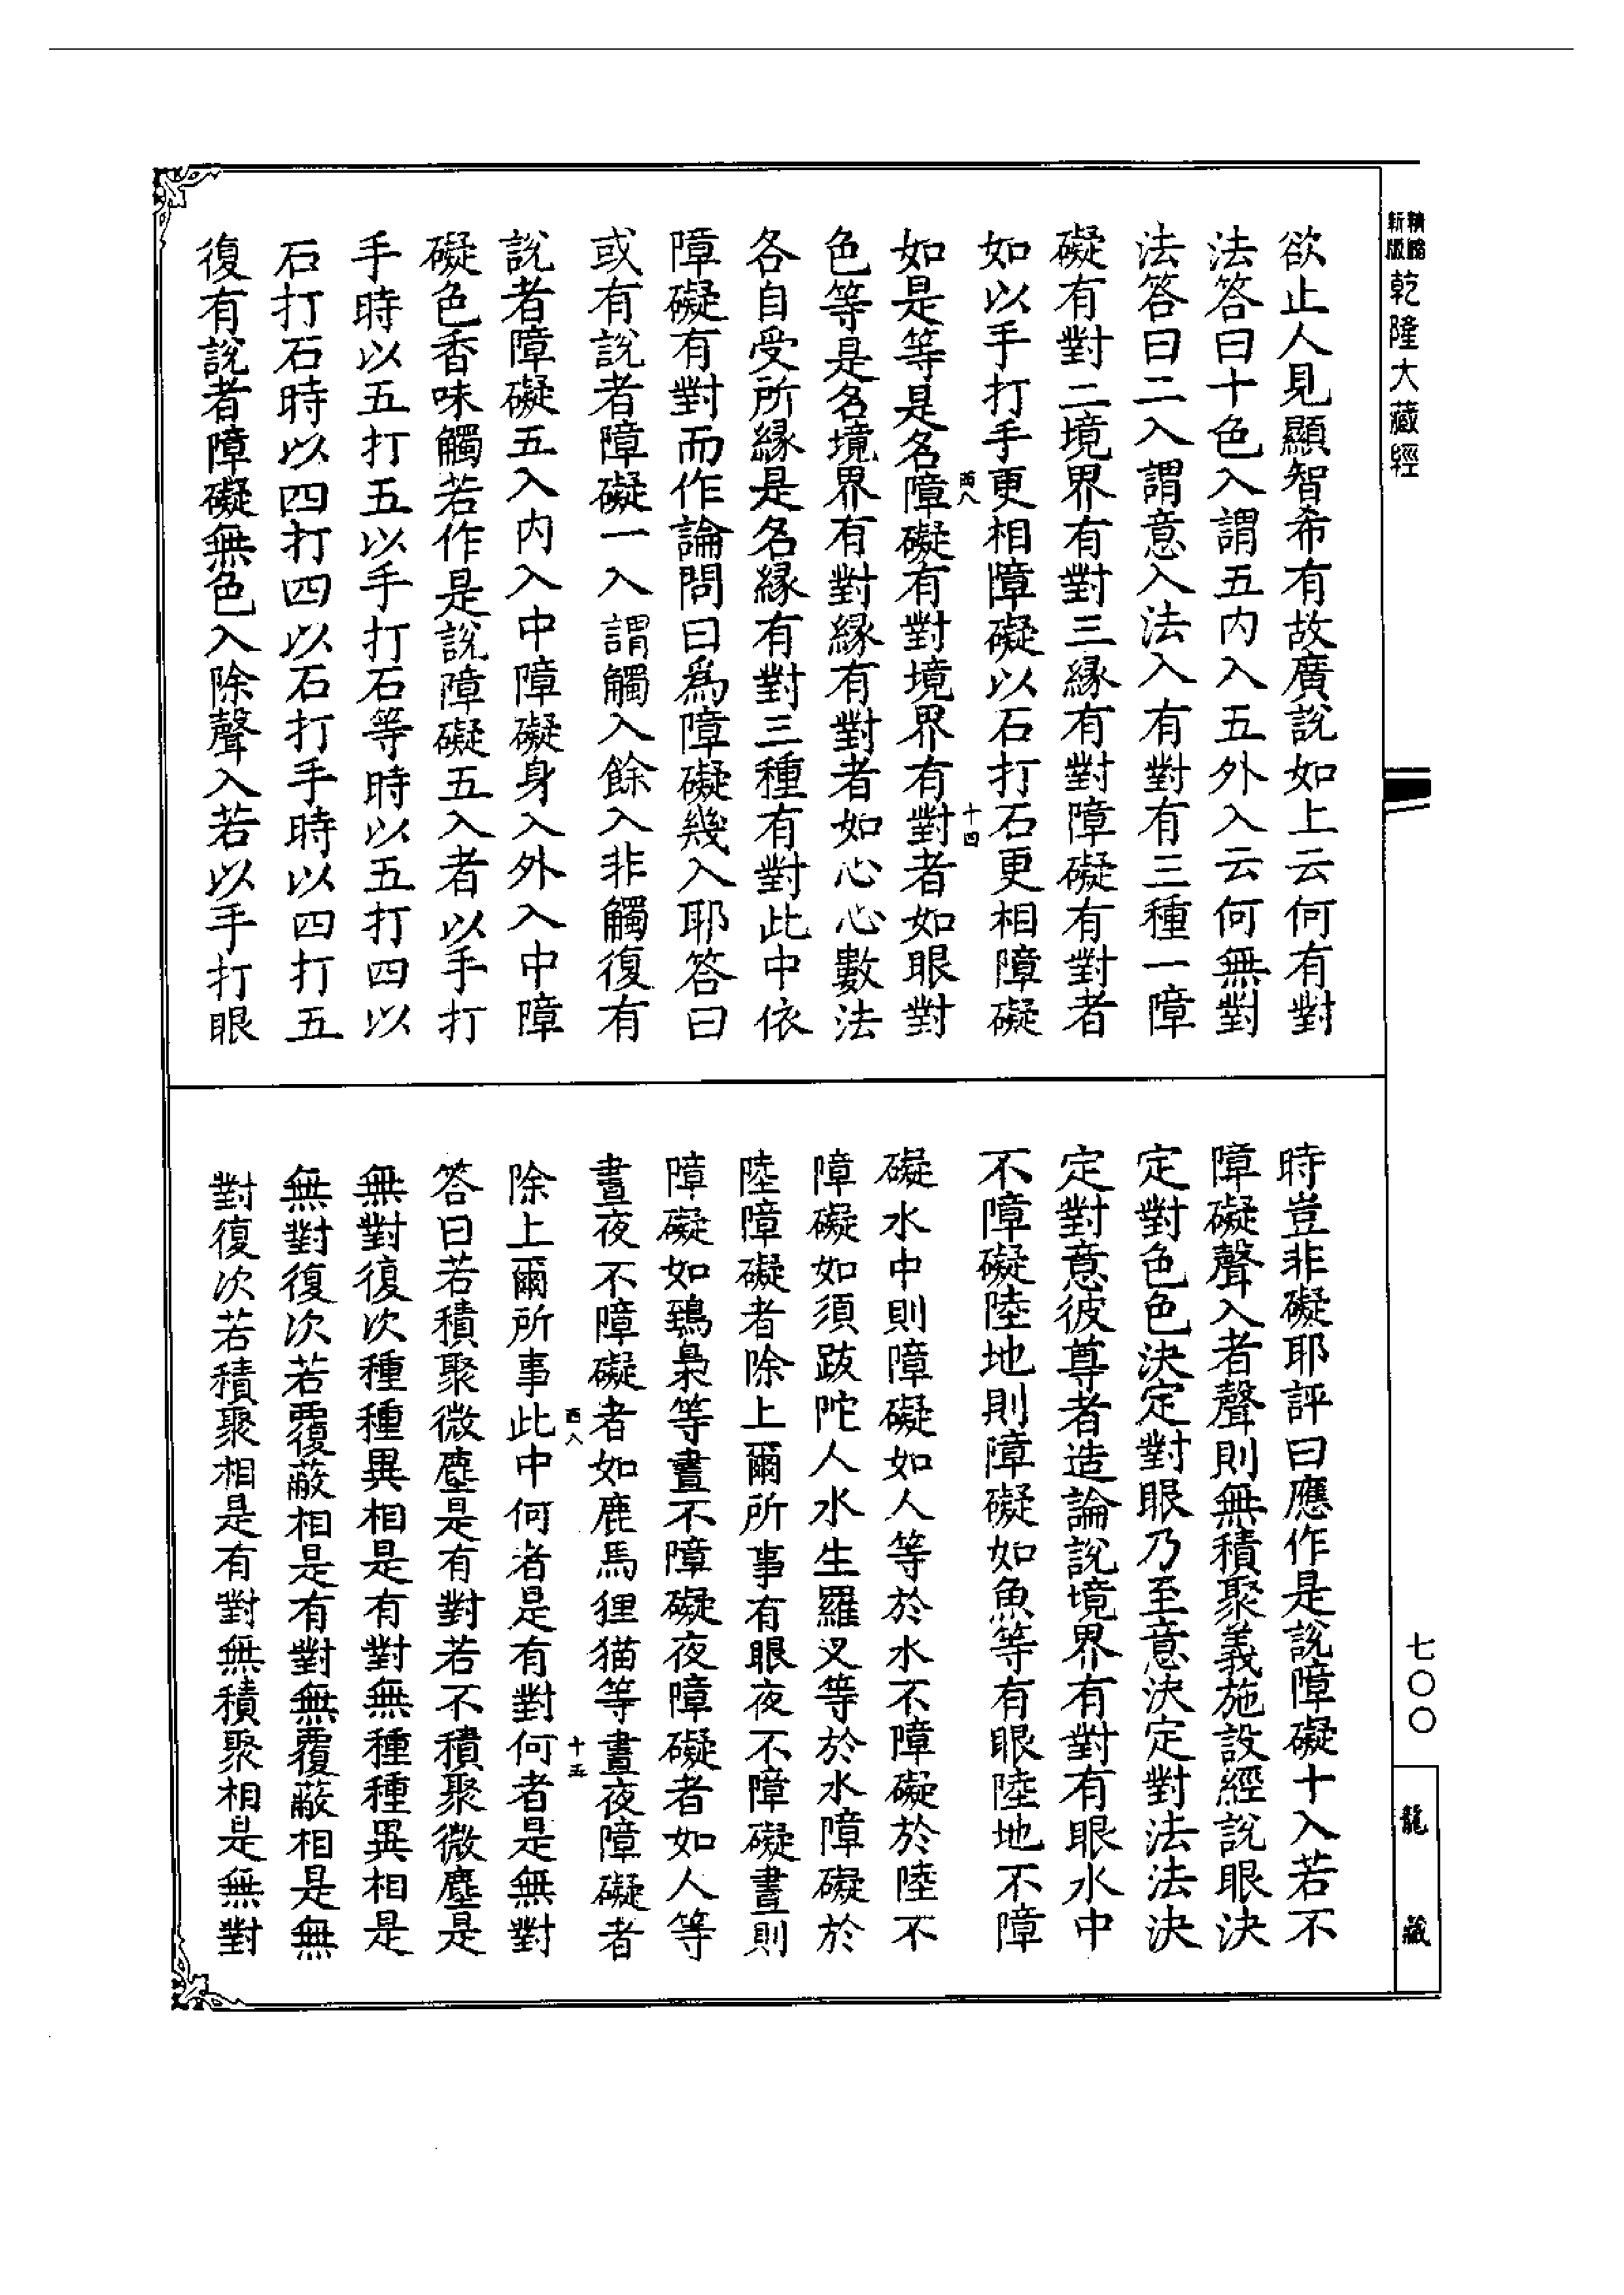 精縮
新版
乾隆大藏經
欲止人見顯智希有故廣說如上云何有對
法答曰十色入謂五內入五外入云何無對
法答曰二入謂意入法入有對有三種一障
礙有對二境界有對三緣有對障礙有對者
如以手打手更相障礙以石打石更相障礙
西八
十四
如是等是名障礙有對境界有對者如眼對
色等是名境界有對緣有對者如心心數法
各自受所緣是名緣有對三種有對此中依
障礙有對而作論問曰爲障礙幾入耶答曰
或有說者障礙一入謂觸入餘入非觸復有
說者障礙五入內入中障礙身入外入中障
礙色香味觸若作是說障礙五入者以手打
手時以五打五以手打石等時以五打四以
石打石時以四打四以石打手時以四打五
復有說者障礙無色入除聲入若以手打眼
時豈非礙耶評曰應作是說障礙十入若不
障礙聲入者聲則無積聚義施設經說眼決
定對色色決定對眼乃至意決定對法法決
定對意彼尊者造論說境界有對有眼水中
不障礙陸地則障礙如魚等有眼陸地不障
礙水中則障礙如人等於水不障礙於陸不
障礙如須跋陀人水生羅叉等於水障礙於
陸障礙者除上爾所事有眼夜不障礙晝則
障礙如鵄梟等晝不障礙夜障礙者如人等
晝夜不障礙者如鹿馬狸猫等晝夜障礙者
西八
十五
除上爾所事此中何者是有對何者是無對
答曰若積聚微塵是有對若不積聚微塵是
無對復次種種異相是有對無種種異相是
無對復次若覆蔽相是有對無覆蔽相是無
對復次若積聚相是有對無積聚相是無對
七〇〇
龍藏